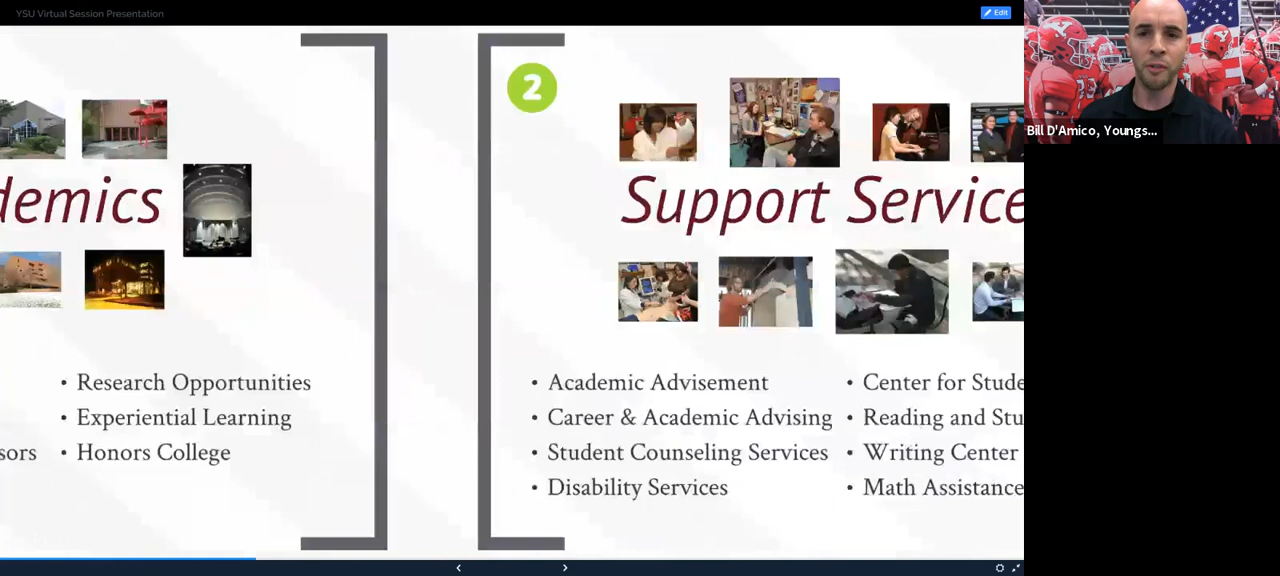 YSU Virtual Session Presentation
Edit
Bill D'Amico, Youngs...
2
demics
Support Service
• Research Opportunities
• Experiential Learning
sors • Honors College
• Academic Advisement • Center for Stude
• Career & Academic Advising • Reading and Stu
• Student Counseling Services • Writing Center
• Disability Services • Math Assistance